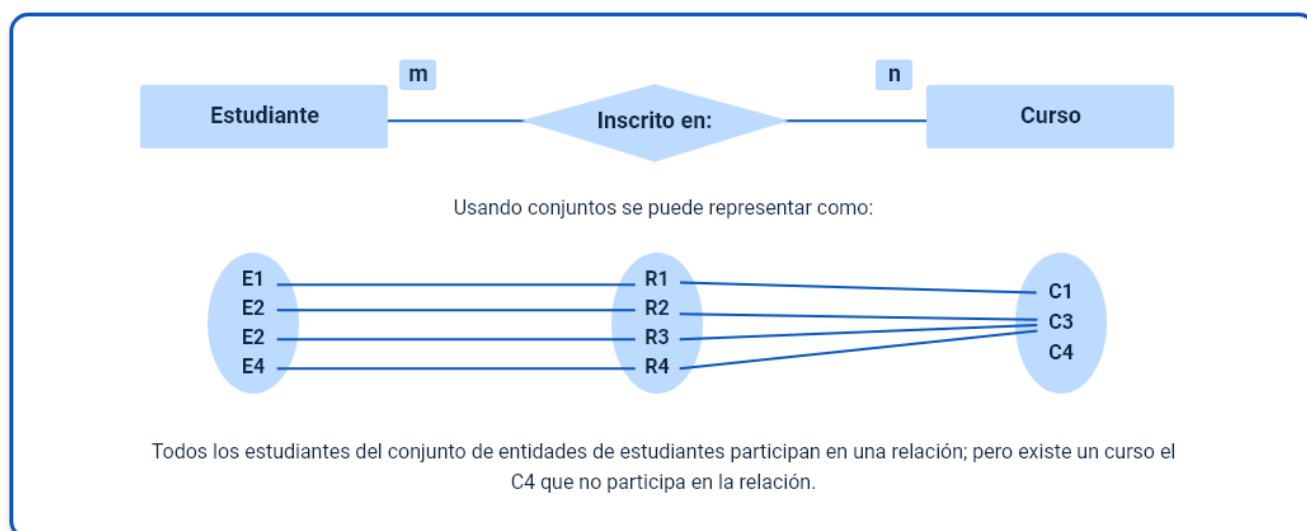 m
n
Estudiante
Inscrito en:
Curso
Usando conjuntos se puede representar como:
E1
E2
E2
E4
R1
R2
R3
R4
C1
C3
C4
Todos los estudiantes del conjunto de entidades de estudiantes participan en una relación; pero existe un curso el
C4 que no participa en la relación.